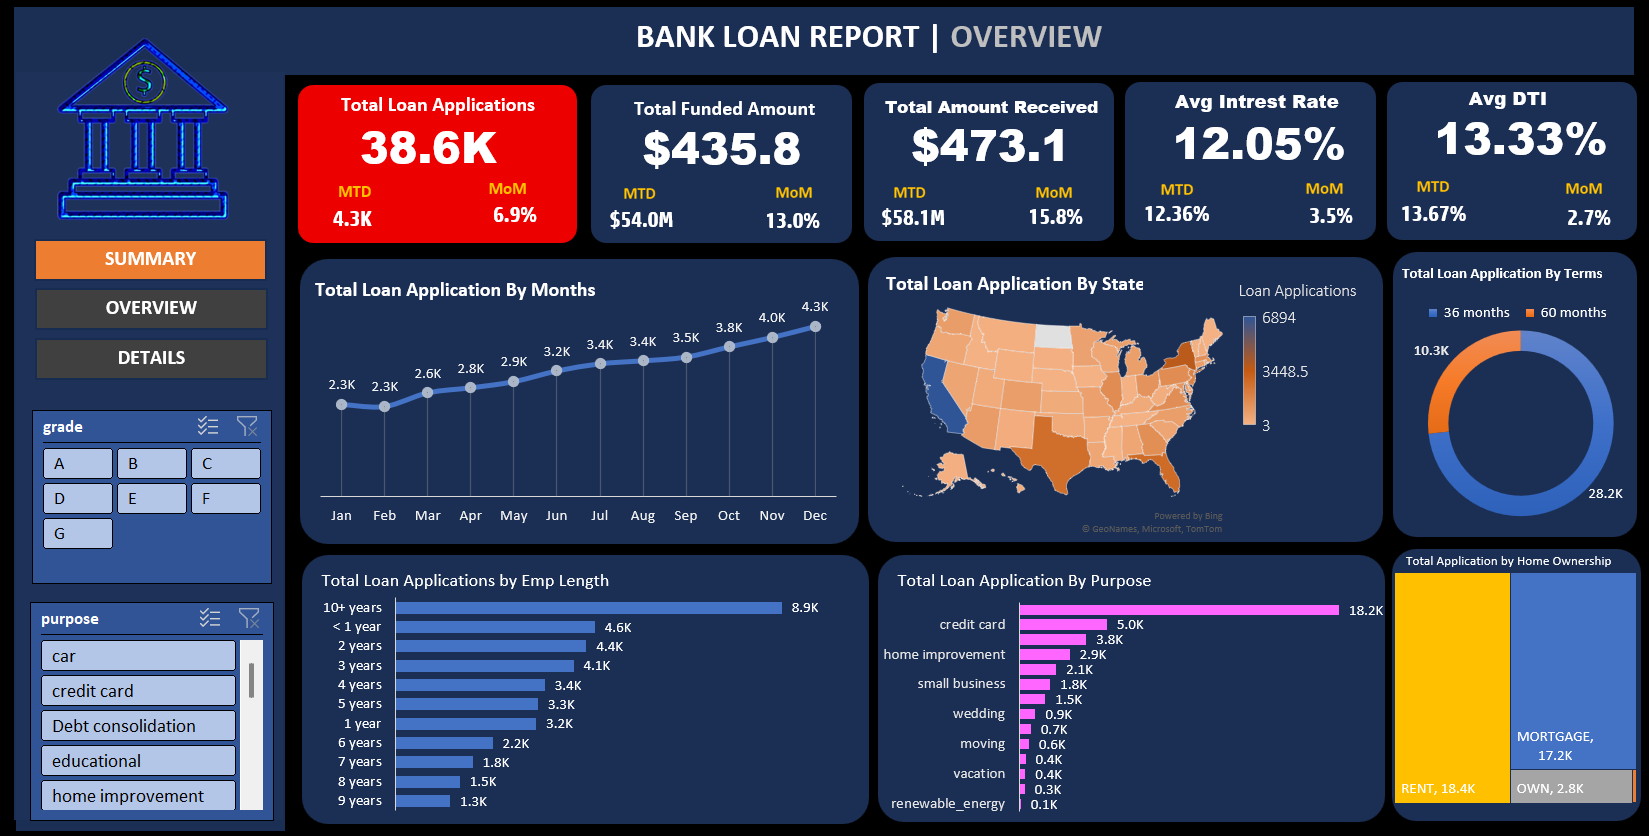 BANK LOAN REPORT | OVERVIEW
$
SUMMARY
OVERVIEW
DETAILS
grade
A B C
D E F
G
purpose
car
credit card
Debt consolidation
educational
home improvement
Total Loan Applications
38.6K
MTD MoM
4.3K 6.9%
Total Funded Amount
$435.8
MTD MoM
$54.0M 13.0%
Total Amount Received
$473.1
MTD MoM
$58.1M 15.8%
Avg Intrest Rate
12.05%
MTD MoM
12.36% 3.5%
Avg DTI
13.33%
MTD MoM
13.67% 2.7%
Total Loan Application By Months
2.3K 2.3K 2.6K 2.8K 2.9K 3.2K 3.4K 3.4K 3.5K 3.8K 4.0K 4.3K
Jan Feb Mar Apr May Jun Jul Aug Sep Oct Nov Dec
Total Loan Application By State
Loan Applications
6894
3448.5
3
Powered by Bing
© GeoNames, Microsoft, TomTom
Total Loan Application By Terms
36 months 60 months
10.3K
28.2K
Total Loan Applications by Emp Length
10+ years 8.9K
< 1 year 4.6K
2 years 4.4K
3 years 4.1K
4 years 3.4K
5 years 3.3K
1 year 3.2K
6 years 2.2K
7 years 1.8K
8 years 1.5K
9 years 1.3K
Total Loan Application By Purpose
18.2K
credit card 5.0K
3.8K
home improvement 2.9K
2.1K
small business 1.8K
1.5K
wedding 0.9K
0.7K
moving 0.6K
0.4K
vacation 0.4K
0.3K
renewable_energy 0.1K
Total Application by Home Ownership
RENT, 18.4K
MORTGAGE,
17.2K
OWN, 2.8K